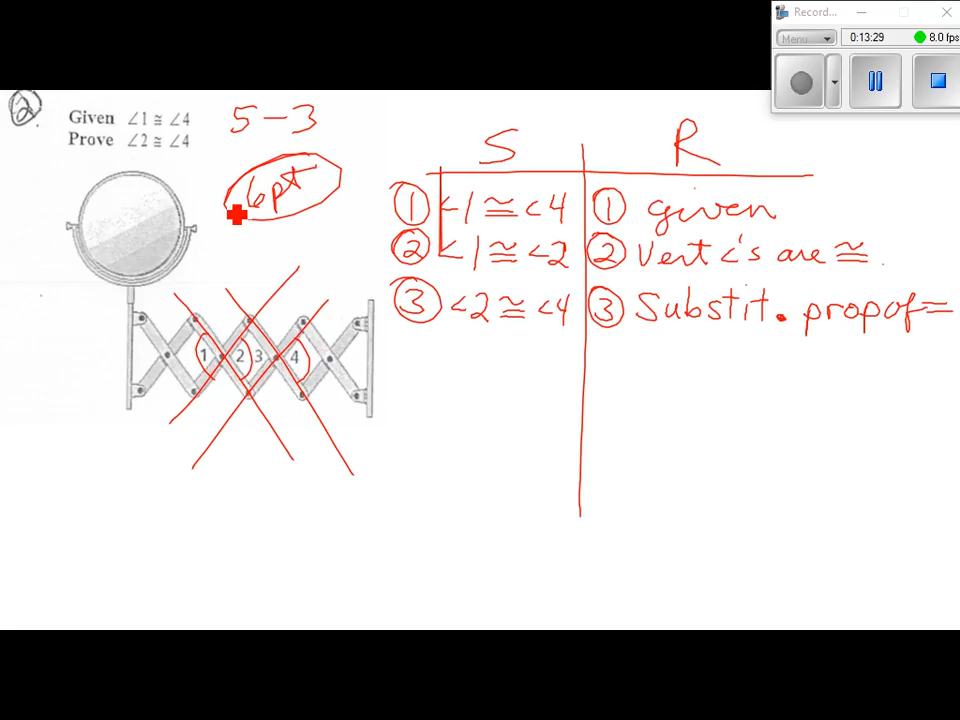 Record...
Menu
0:13:29
8.0 fps
2.
Given ∠1 ≅ ∠4
Prove ∠2 ≅ ∠4
5-3
6pt
S R
① <1 ≅ <4 ① given
② <1 ≅ <2 ② Vert <'s are ≅
③ <2 ≅ <4 ③ Substit. prop of =
1 2 3 4